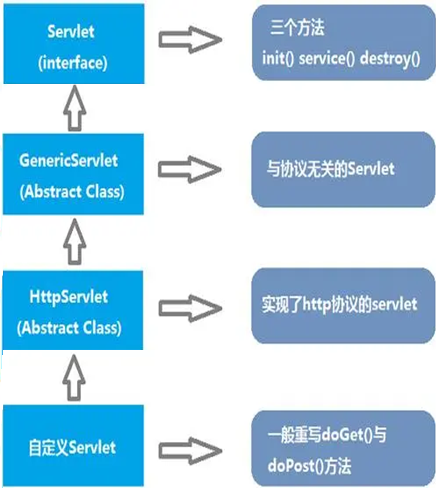 Servlet
(interface)
三个方法
init() service() destroy()
GenericServlet
(Abstract Class)
与协议无关的Servlet
HttpServlet
(Abstract Class)
实现了http协议的servlet
自定义Servlet
一般重写doGet()与
doPost()方法